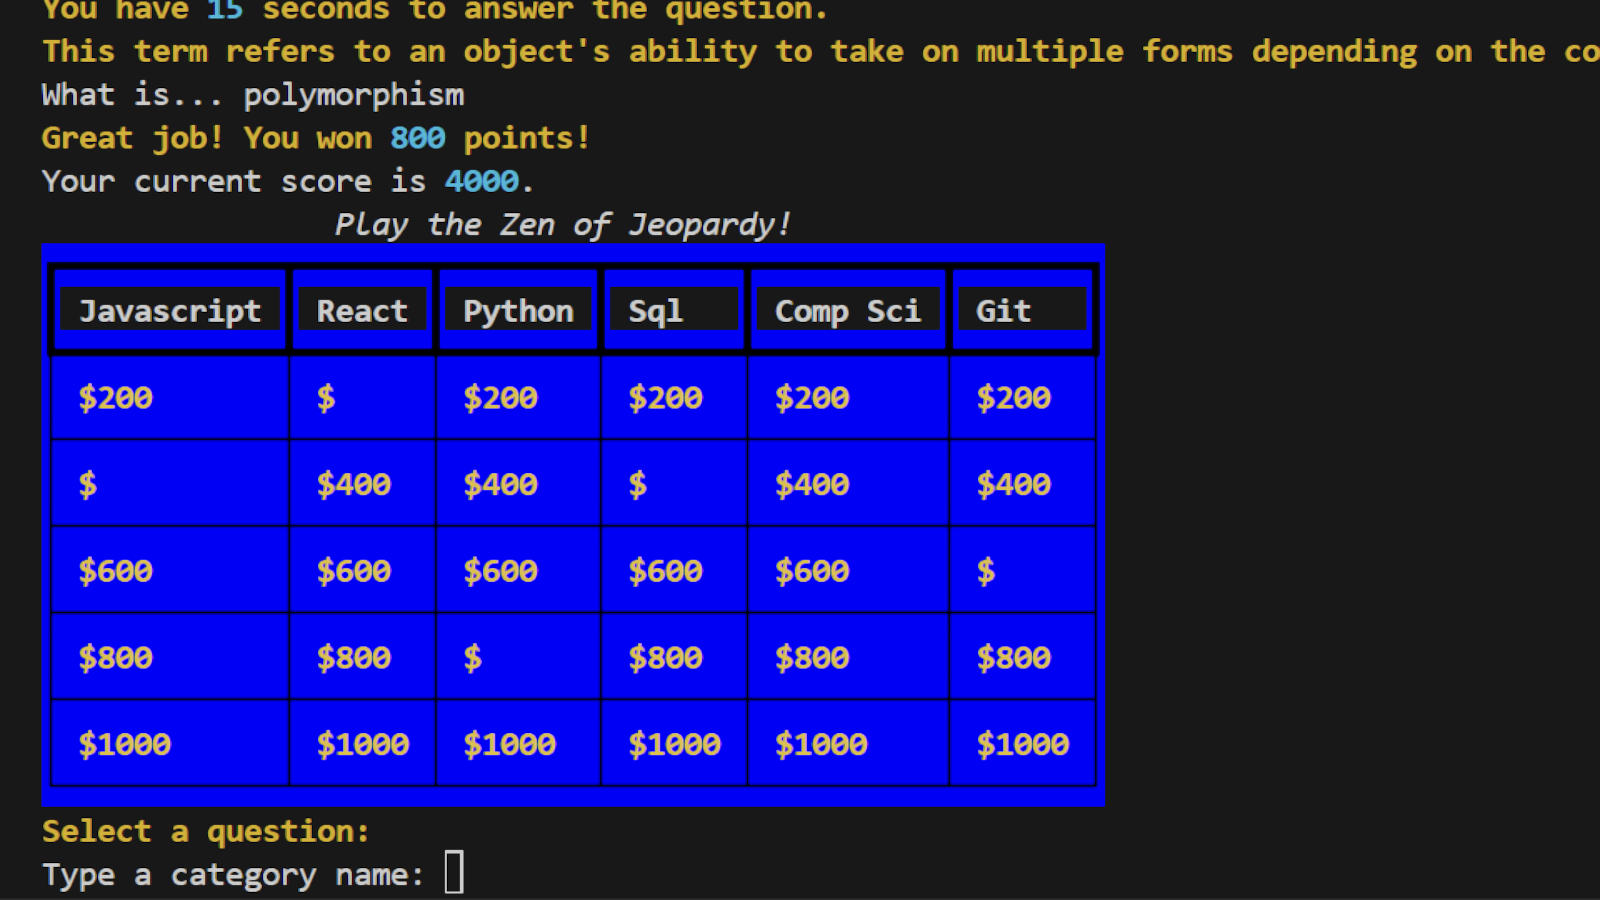 You have 15 seconds to answer the question.
This term refers to an object's ability to take on multiple forms depending on the co
What is... polymorphism
Great job! You won 800 points!
Your current score is 4000.
Play the Zen of Jeopardy!
Javascript React Python Sql Comp Sci Git
$200 $ $200 $200 $200 $200
$ $400 $400 $ $400 $400
$600 $600 $600 $600 $600 $
$800 $800 $ $800 $800 $800
$1000 $1000 $1000 $1000 $1000 $1000
Select a question:
Type a category name: